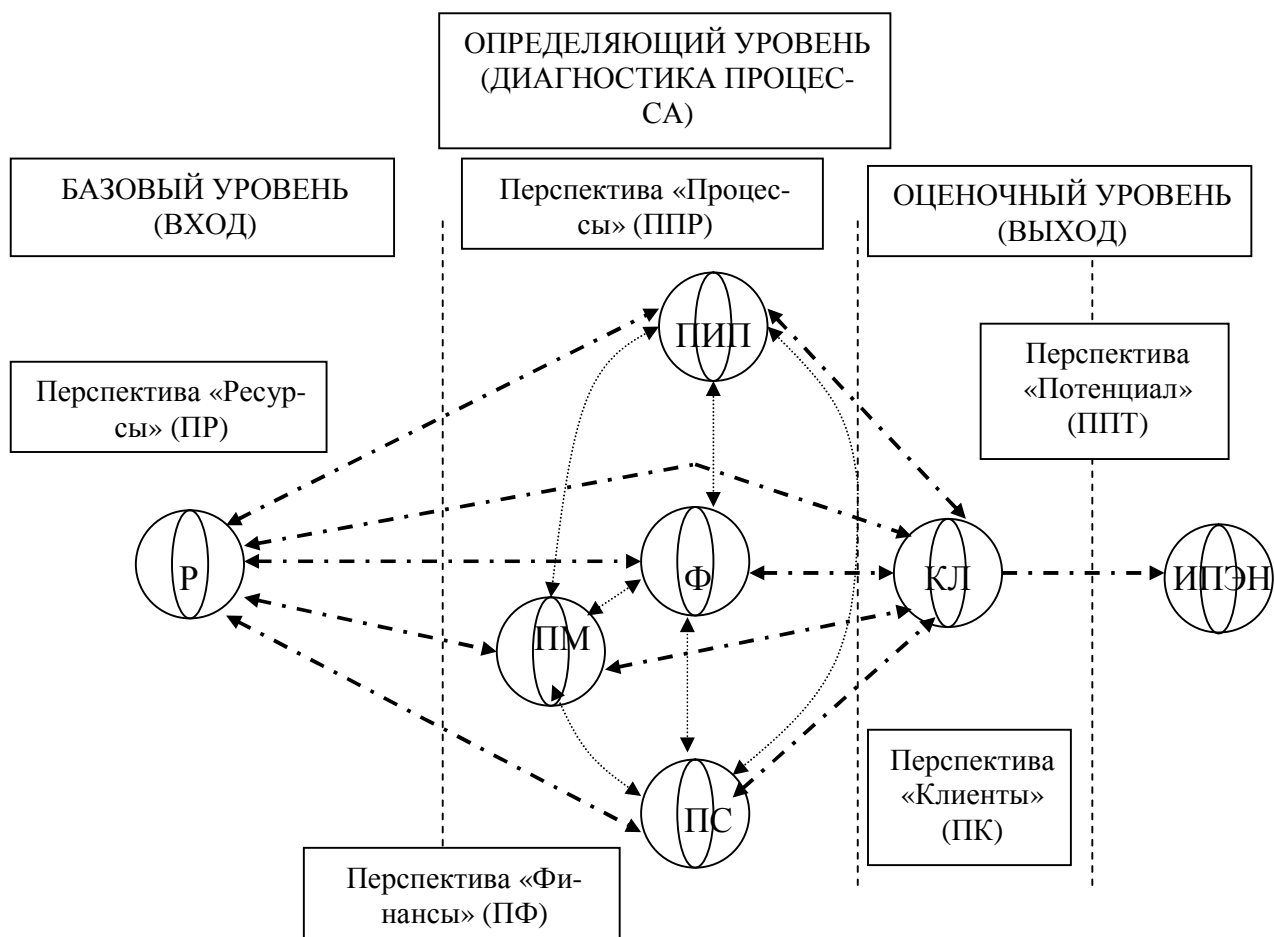 ОПРЕДЕЛЯЮЩИЙ УРОВЕНЬ
(ДИАГНОСТИКА ПРОЦЕС-
СА)
БАЗОВЫЙ УРОВЕНЬ
(ВХОД)
Перспектива «Процес-
сы» (ППР)
ОЦЕНОЧНЫЙ УРОВЕНЬ
(ВЫХОД)
ПИП
Перспектива
«Потенциал»
(ППТ)
Перспектива «Ресур-
сы» (ПР)
Р
Ф
КЛ
ИПЭН
ПМ
ПС
Перспектива
«Клиенты»
(ПК)
Перспектива «Фи-
нансы» (ПФ)